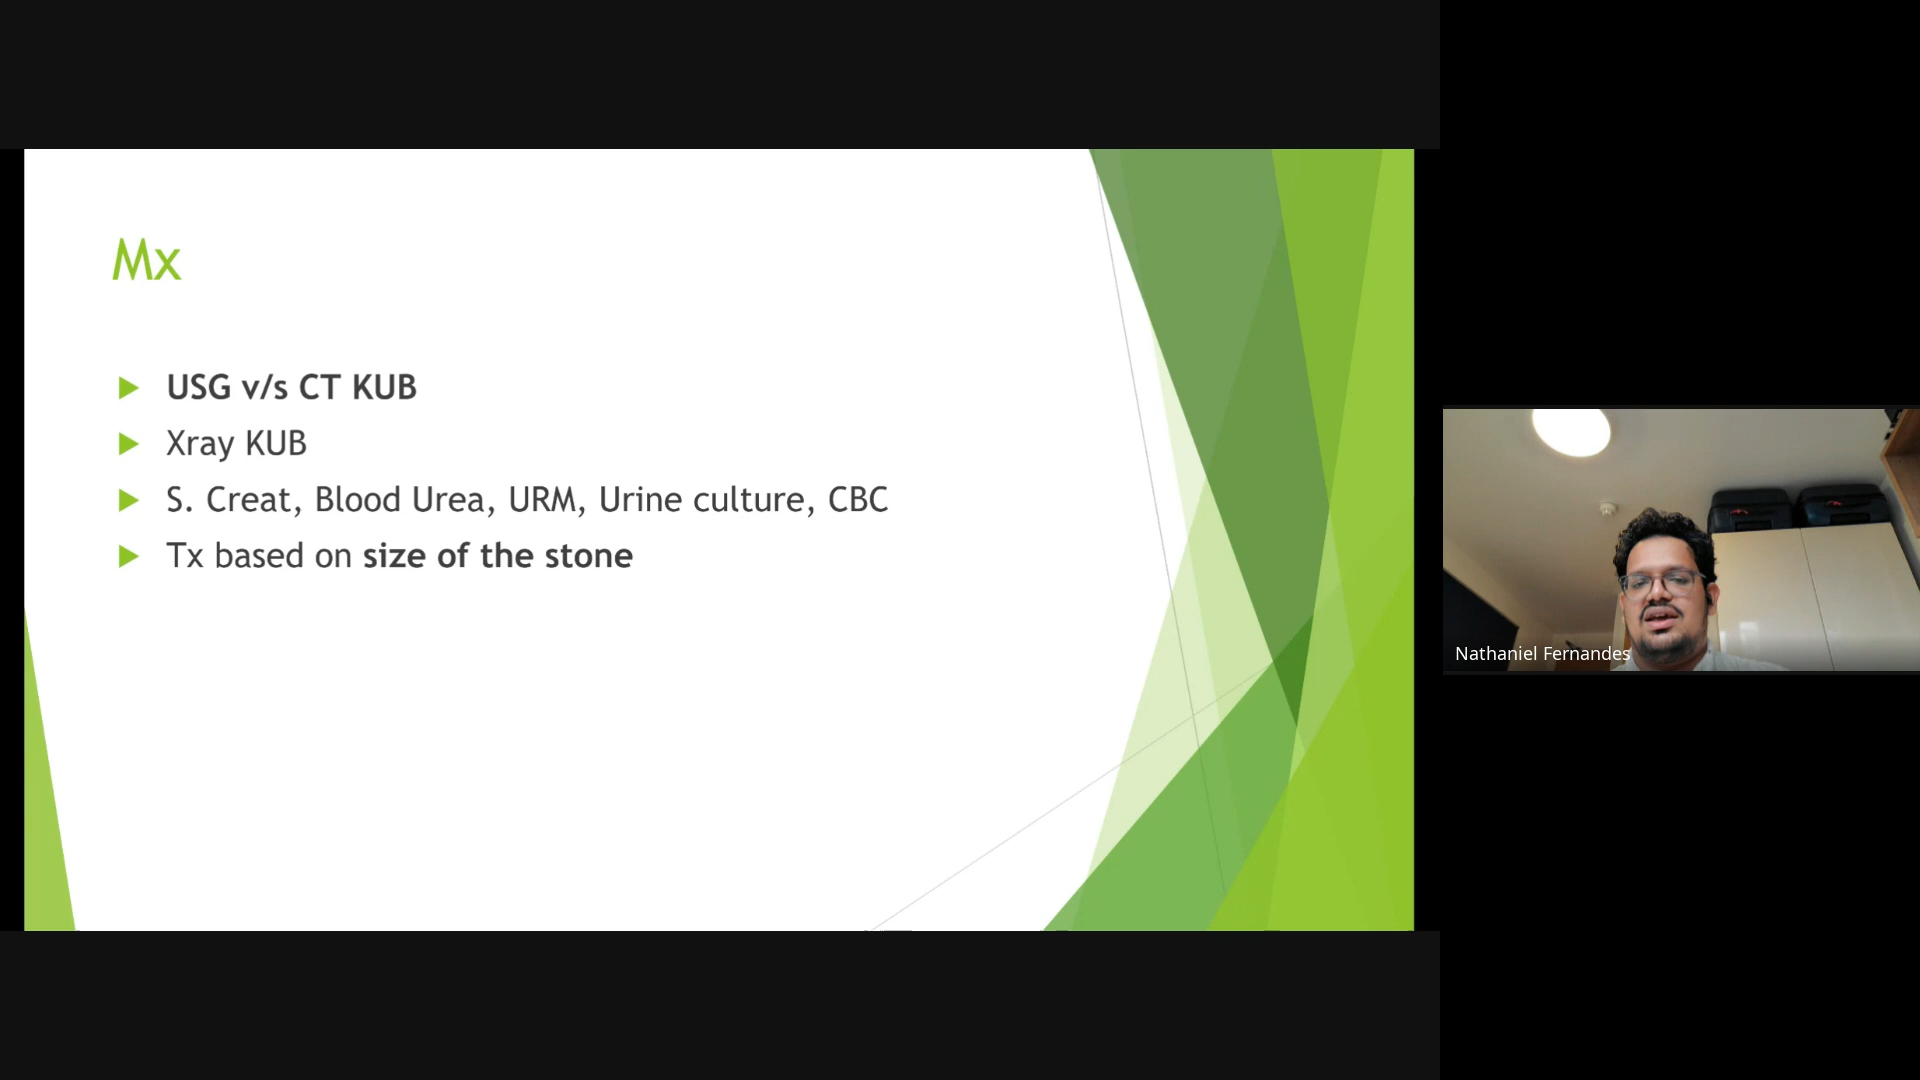 Mx
USG v/s CT KUB
Xray KUB
S. Creat, Blood Urea, URM, Urine culture, CBC
Tx based on size of the stone
Nathaniel Fernandes